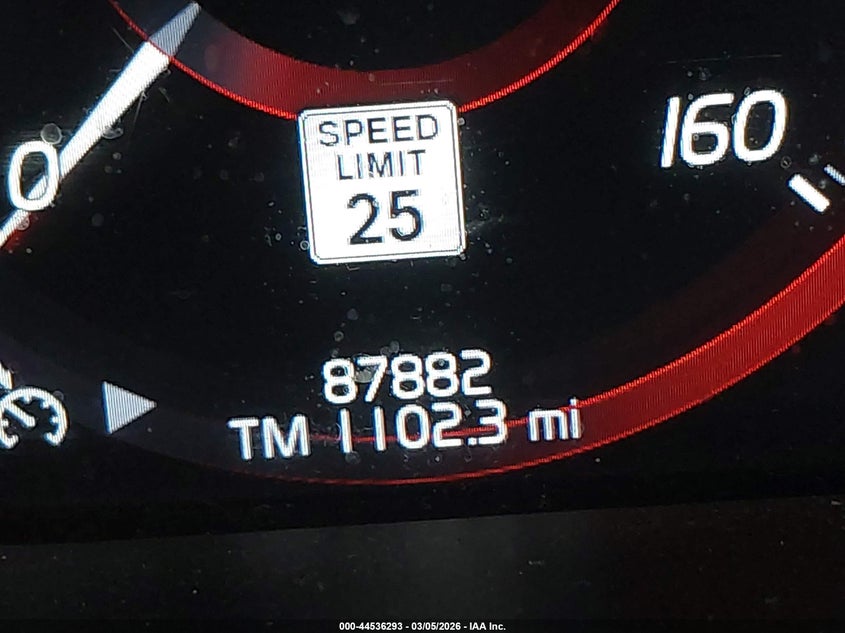 0
160
SPEED
LIMIT
25
87882
TM 1102.3 mi
000-44536293 - 03/05/2026 - IAA Inc.